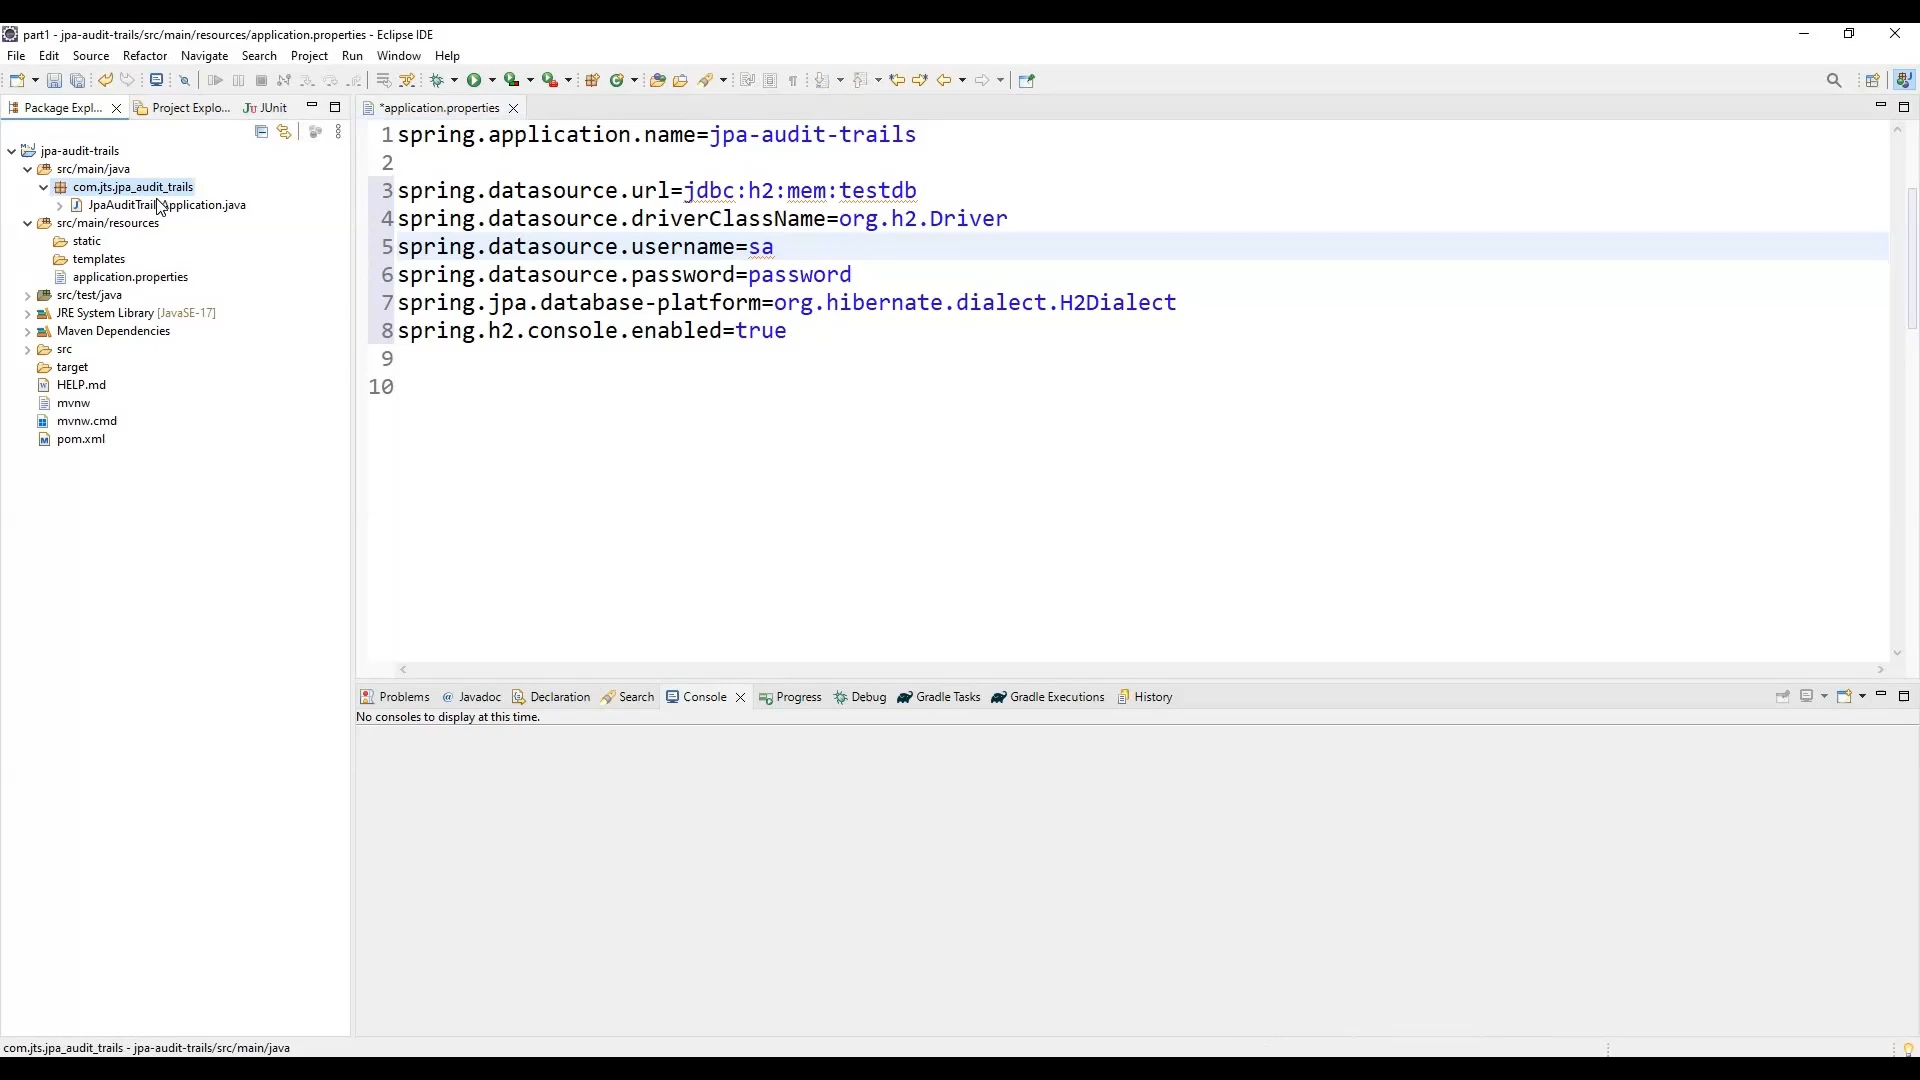 part1 - jpa-audit-trails/src/main/resources/application.properties - Eclipse IDE
File Edit Source Refactor Navigate Search Project Run Window Help
Package Expl... Project Explo... JUnit
*application.properties
jpa-audit-trails
src/main/java
com.jts.jpa_audit_trails
JpaAuditTrailsApplication.java
src/main/resources
static
templates
application.properties
src/test/java
JRE System Library [JavaSE-17]
Maven Dependencies
src
target
HELP.md
mvnw
mvnw.cmd
pom.xml
1 spring.application.name=jpa-audit-trails
2
3 spring.datasource.url=jdbc:h2:mem:testdb
4 spring.datasource.driverClassName=org.h2.Driver
5 spring.datasource.username=sa
6 spring.datasource.password=password
7 spring.jpa.database-platform=org.hibernate.dialect.H2Dialect
8 spring.h2.console.enabled=true
9
10
Problems Javadoc Declaration Search Console Progress Debug Gradle Tasks Gradle Executions History
No consoles to display at this time.
com.jts.jpa_audit_trails - jpa-audit-trails/src/main/java